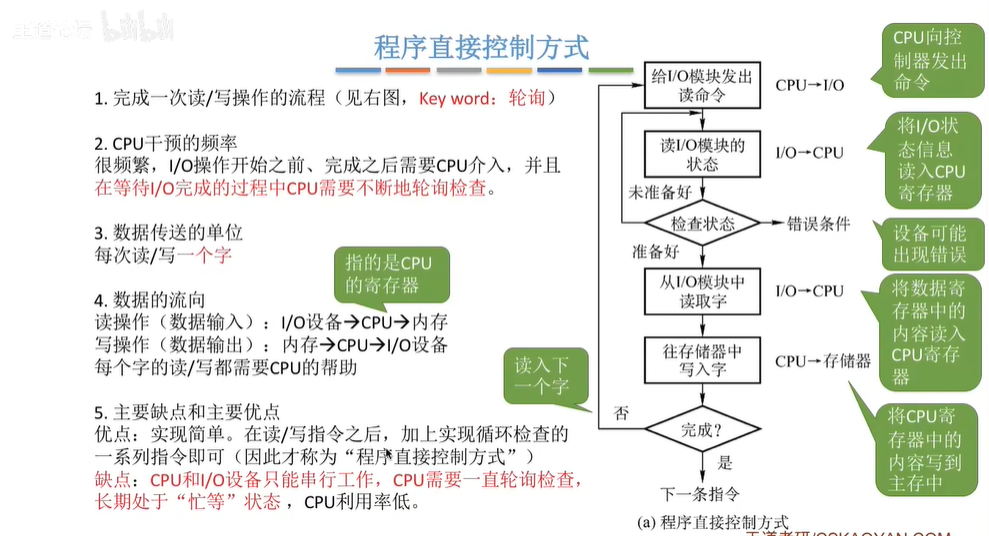 bilibili
程序直接控制方式
1. 完成一次读/写操作的流程（见右图，Key word：轮询）
2. CPU干预的频率
很频繁，I/O操作开始之前、完成之后需要CPU介入，并且
在等待I/O完成的过程中CPU需要不断地轮询检查。
3. 数据传送的单位
每次读/写一个字
指的是CPU
的寄存器
4. 数据的流向
读操作（数据输入）：I/O设备→CPU→内存
写操作（数据输出）：内存→CPU→I/O设备
每个字的读/写都需要CPU的帮助
5. 主要缺点和主要优点
优点：实现简单。在读/写指令之后，加上实现循环检查的
一系列指令即可（因此才称为“程序直接控制方式”）
缺点：CPU和I/O设备只能串行工作，CPU需要一直轮询检查，
长期处于“忙等”状态，CPU利用率低。
给I/O模块发出
读命令
CPU→I/O
CPU向控
制器发出
命令
读I/O模块的
状态
I/O→CPU
将I/O状
态信息
读入CPU
寄存器
未准备好
检查状态
错误条件
设备可能
出现错误
准备好
从I/O模块中
读取字
I/O→CPU
将数据寄
存器中的
内容读入
CPU寄存
器
往存储器中
写入字
CPU→存储器
将CPU寄
存器中的
内容写到
主存中
读入下
一个字
否
完成？
是
下一条指令
(a) 程序直接控制方式